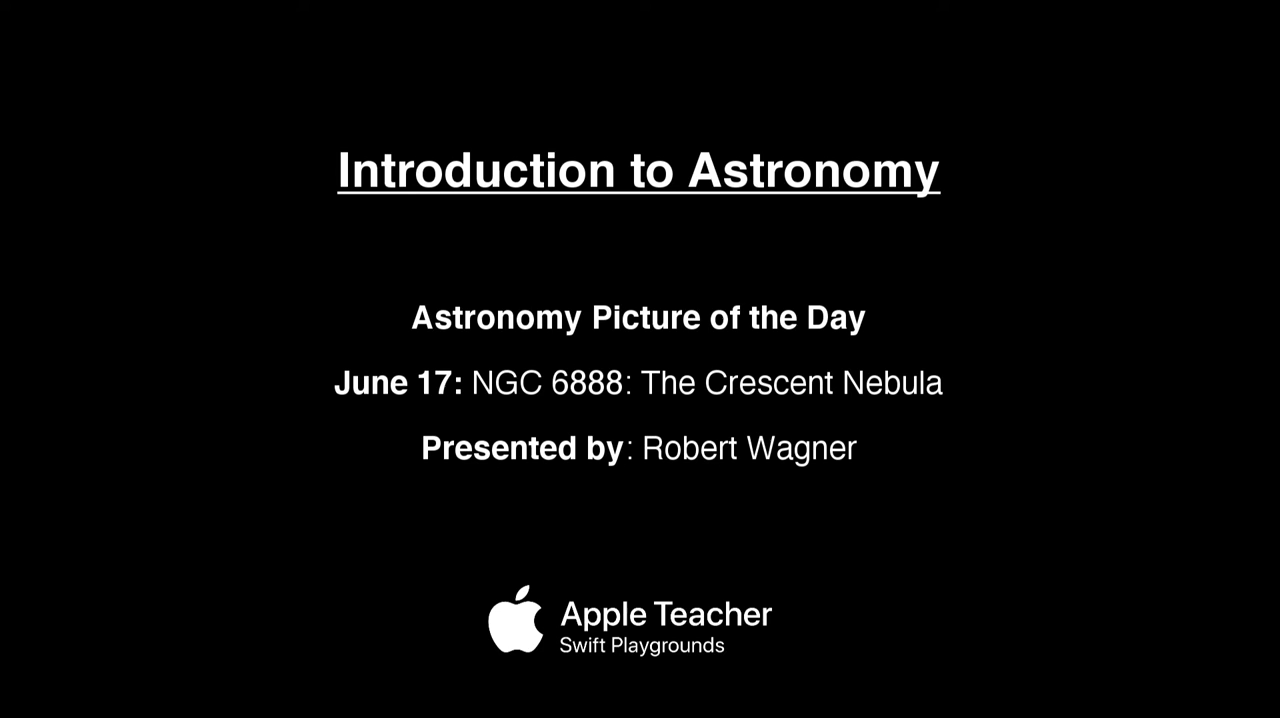 Introduction to Astronomy
Astronomy Picture of the Day
June 17: NGC 6888: The Crescent Nebula
Presented by: Robert Wagner
Apple Teacher
Swift Playgrounds